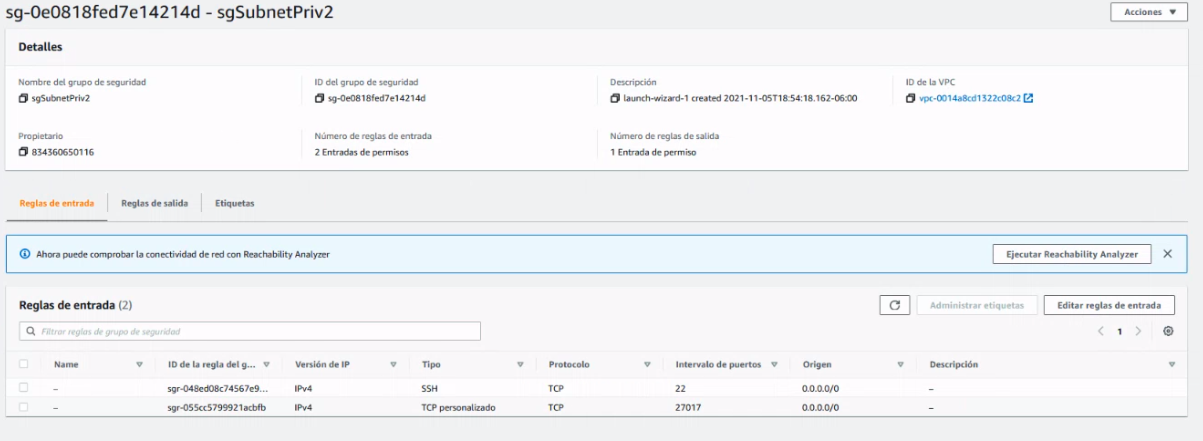 sg-0e0818fed7e14214d - sgSubnetPriv2
Acciones
Detalles
Nombre del grupo de seguridad
sgSubnetPriv2
ID del grupo de seguridad
sg-0e0818fed7e14214d
Descripción
launch-wizard-1 created 2021-11-05T18:54:18.162-06:00
ID de la VPC
vpc-0014a8cd1322c08c2
Propietario
834360650116
Número de reglas de entrada
2 Entradas de permisos
Número de reglas de salida
1 Entrada de permiso
Reglas de entrada
Reglas de salida
Etiquetas
Ahora puede comprobar la conectividad de red con Reachability Analyzer
Ejecutar Reachability Analyzer
Reglas de entrada (2)
Administrar etiquetas
Editar reglas de entrada
Filtrar reglas de grupo de seguridad
1
Name ID de la regla del g... Versión de IP Tipo Protocolo Intervalo de puertos Origen Descripción
– sgr-048ed08c74567e9... IPv4 SSH TCP 22 0.0.0.0/0 –
– sgr-055cc5799921acbfb IPv4 TCP personalizado TCP 27017 0.0.0.0/0 –